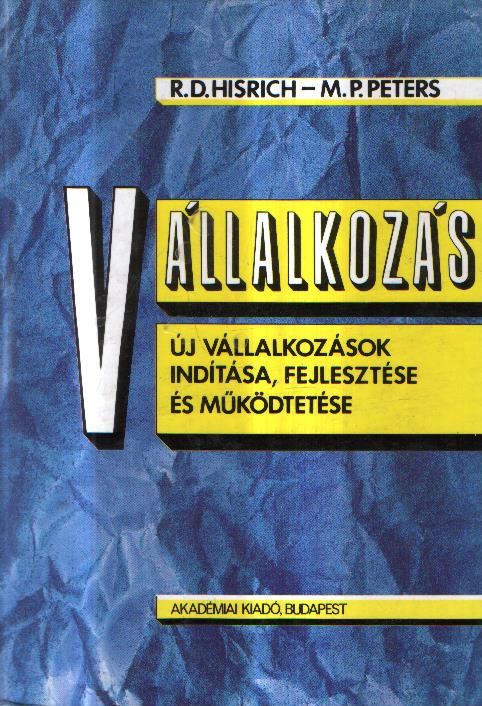 R.D.HISRICH – M.P.PETERS
VÁLLALKOZÁS
ÚJ VÁLLALKOZÁSOK
INDÍTÁSA, FEJLESZTÉSE
ÉS MŰKÖDTETÉSE
AKADÉMIAI KIADÓ, BUDAPEST